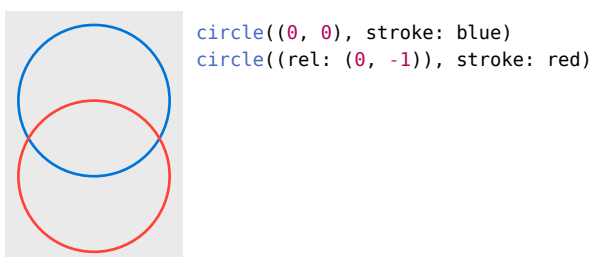 circle((0, 0), stroke: blue)
circle((rel: (0, -1)), stroke: red)